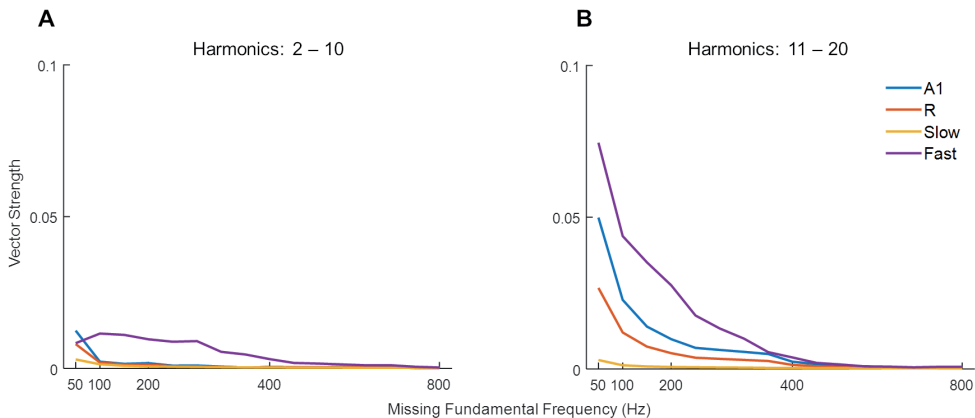 A
Harmonics: 2 – 10
Vector Strength
0.1
0.05
0
50 100 200 400 800
B
Harmonics: 11 – 20
0.1
0.05
0
50 100 200 400 800
A1
R
Slow
Fast
Missing Fundamental Frequency (Hz)